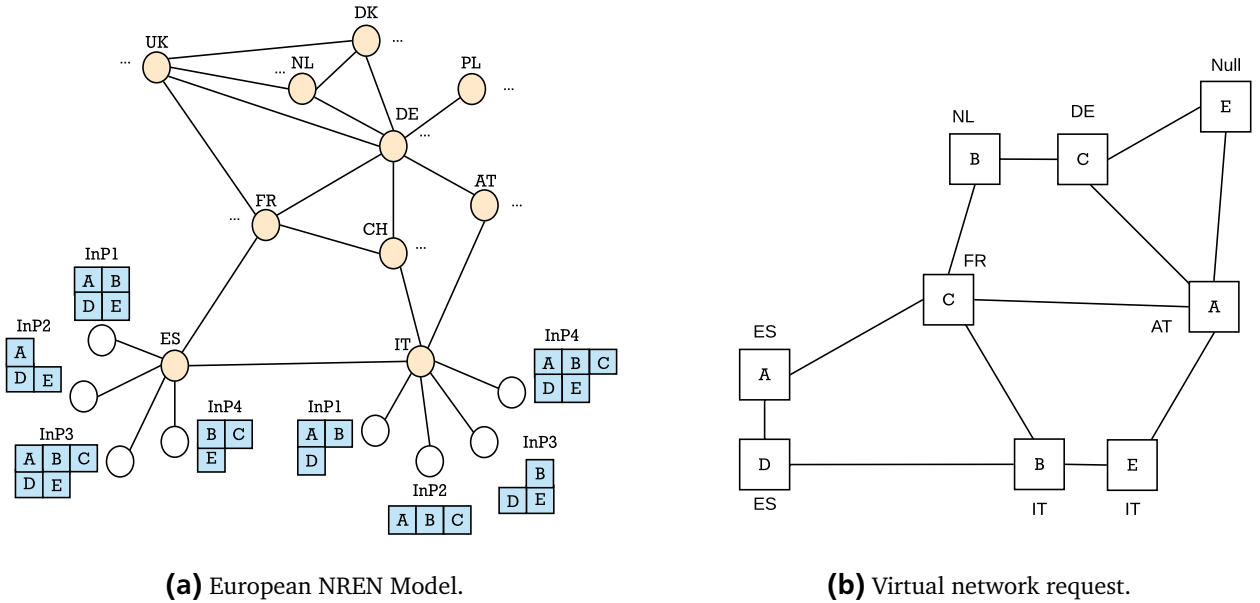 DK
...
UK
...
NL
...
PL
...
DE
...
AT
...
FR
...
CH
...
InP1
A B
D E
InP2
A
D E
ES
InP3
A B C
D E
InP4
B C
E
IT
InP1
A B
D
InP2
A B C
InP3
B
D E
InP4
A B C
D E
(a) European NREN Model.
Null
E
NL
B
DE
C
FR
C
AT
A
ES
A
D
ES
B
IT
E
IT
(b) Virtual network request.